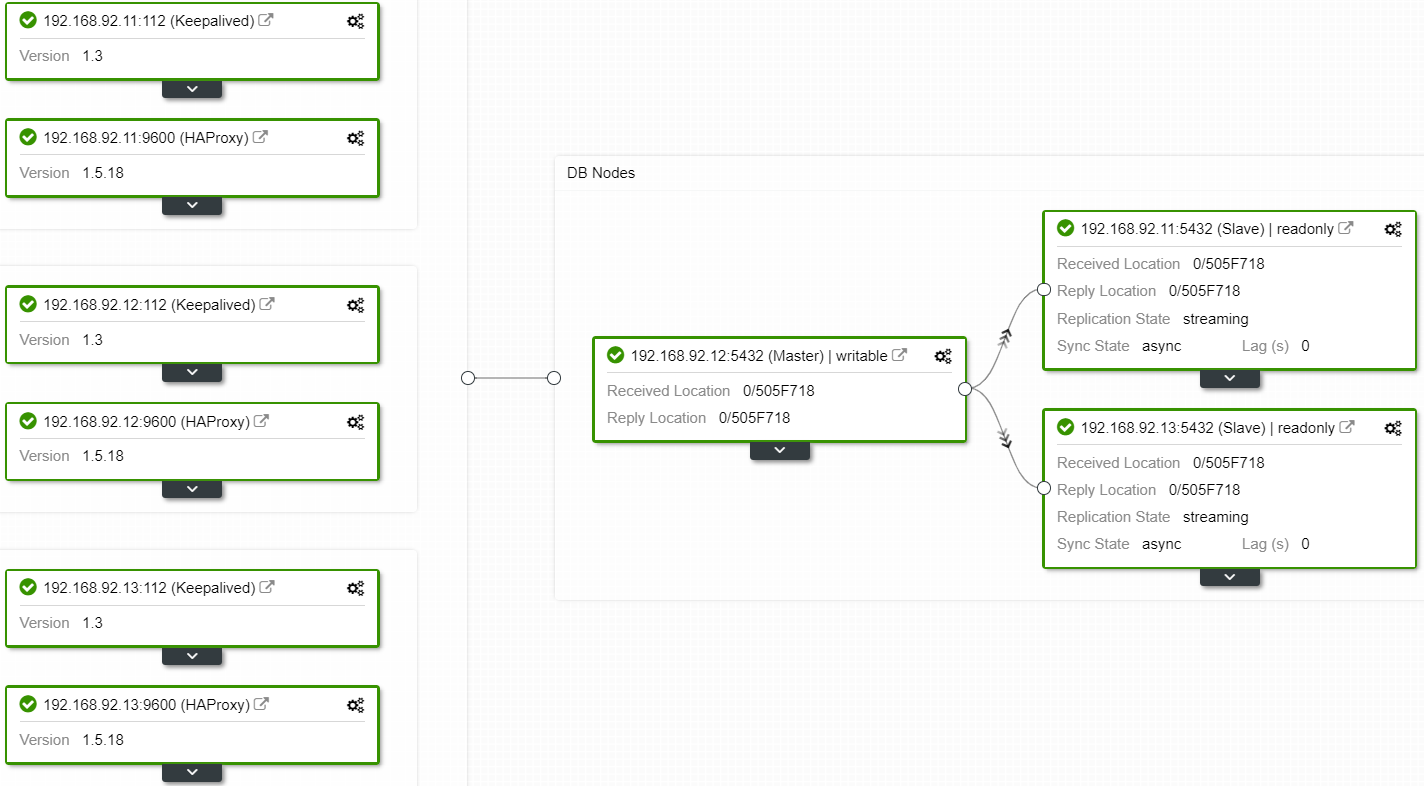 192.168.92.11:112 (Keepalived)
Version 1.3
192.168.92.11:9600 (HAProxy)
Version 1.5.18
192.168.92.12:112 (Keepalived)
Version 1.3
192.168.92.12:9600 (HAProxy)
Version 1.5.18
192.168.92.13:112 (Keepalived)
Version 1.3
192.168.92.13:9600 (HAProxy)
Version 1.5.18
DB Nodes
192.168.92.12:5432 (Master) | writable
Received Location 0/505F718
Reply Location 0/505F718
192.168.92.11:5432 (Slave) | readonly
Received Location 0/505F718
Reply Location 0/505F718
Replication State streaming
Sync State async Lag (s) 0
192.168.92.13:5432 (Slave) | readonly
Received Location 0/505F718
Reply Location 0/505F718
Replication State streaming
Sync State async Lag (s) 0